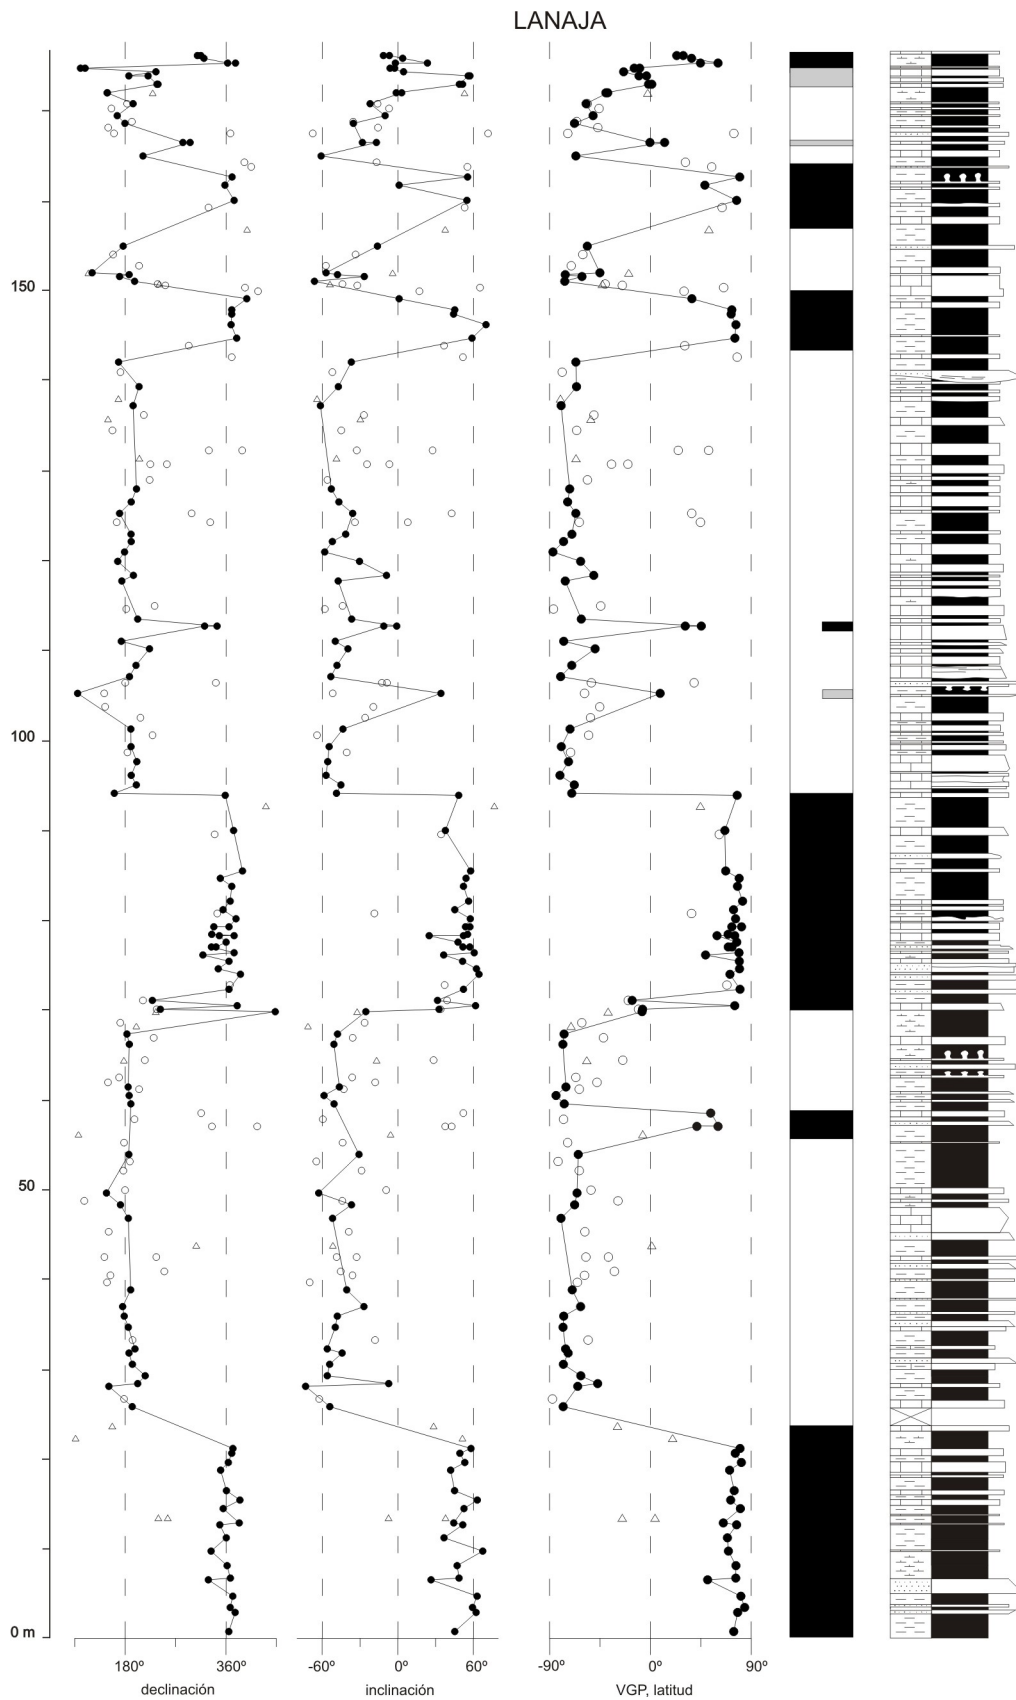 LANAJA
150
100
50
0 m
180º 360º -60º 0º 60º -90º 0º 90º
declinación inclinación VGP, latitud